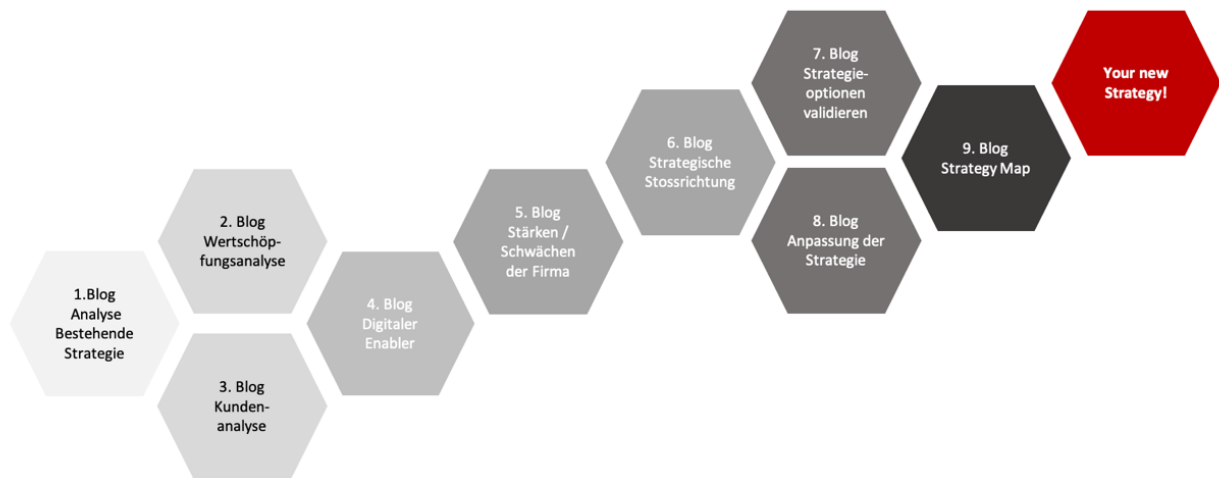 1.Blog
Analyse
Bestehende
Strategie
2. Blog
Wertschöp-
fungsanalyse
3. Blog
Kunden-
analyse
4. Blog
Digitaler
Enabler
5. Blog
Stärken /
Schwächen
der Firma
6. Blog
Strategische
Stossrichtung
7. Blog
Strategie-
optionen
validieren
8. Blog
Anpassung der
Strategie
9. Blog
Strategy Map
Your new
Strategy!